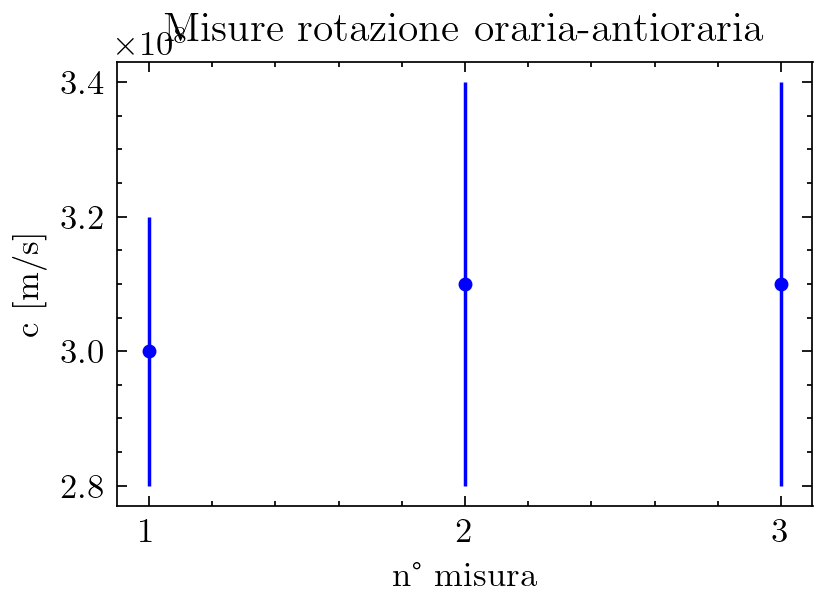 Misure rotazione oraria-antioraria
×10⁸
3.4
3.2
3.0
2.8
c [m/s]
1 2 3
n° misura